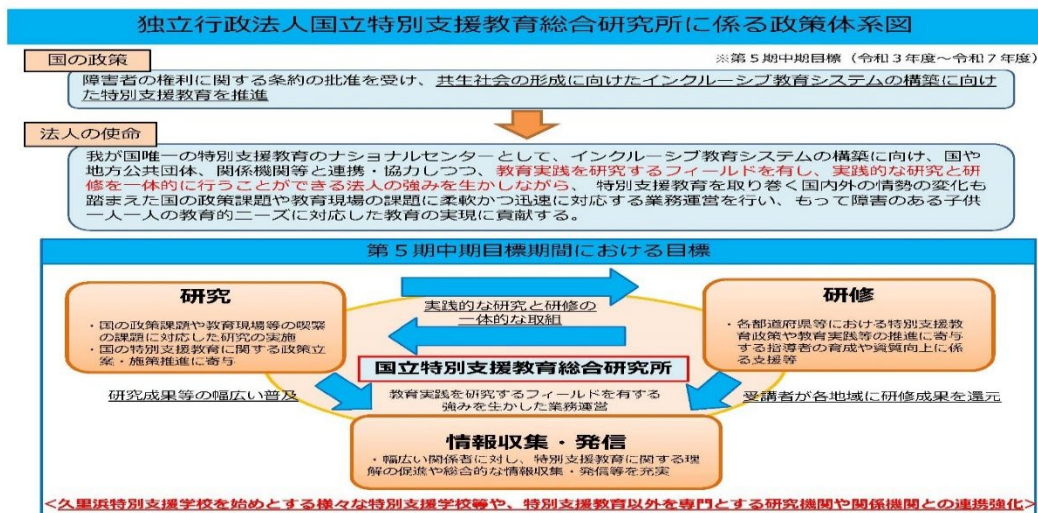 独立行政法人国立特別支援教育総合研究所に係る政策体系図
国の政策
※第5期中期目標（令和3年度～令和7年度）
障害者の権利に関する条約の批准を受け、共生社会の形成に向けたインクルーシブ教育システムの構築に向け
た特別支援教育を推進
法人の使命
我が国唯一の特別支援教育のナショナルセンターとして、インクルーシブ教育システムの構築に向け、国や
地方公共団体、関係機関等と連携・協力しつつ、教育実践を研究するフィールドを有し、実践的な研究と研
修を一体的に行うことができる法人の強みを生かしながら、特別支援教育を取り巻く国内外の情勢の変化も
踏まえた国の政策課題や教育現場の課題に柔軟かつ迅速に対応する業務運営を行い、もって障害のある子供
一人一人の教育的ニーズに対応した教育の実現に貢献する。
第5期中期目標期間における目標
研究
・国の政策課題や教育現場等の喫緊
の課題に対応した研究の実施
・国の特別支援教育に関する政策立
案・施策推進に寄与
実践的な研究と研修の
一体的な取組
研修
・各都道府県等における特別支援教
育政策や教育実践等の推進に寄与
する指導者の育成や資質向上に係
る支援等
国立特別支援教育総合研究所
研究成果等の幅広い普及
教育実践を研究するフィールドを有する
強みを生かした業務運営
受講者が各地域に研修成果を還元
情報収集・発信
・幅広い関係者に対し、特別支援教育に関する理
解の促進や総合的な情報収集・発信等を充実
<久里浜特別支援学校を始めとする様々な特別支援学校等や、特別支援教育以外を専門とする研究機関や関係機関との連携強化>